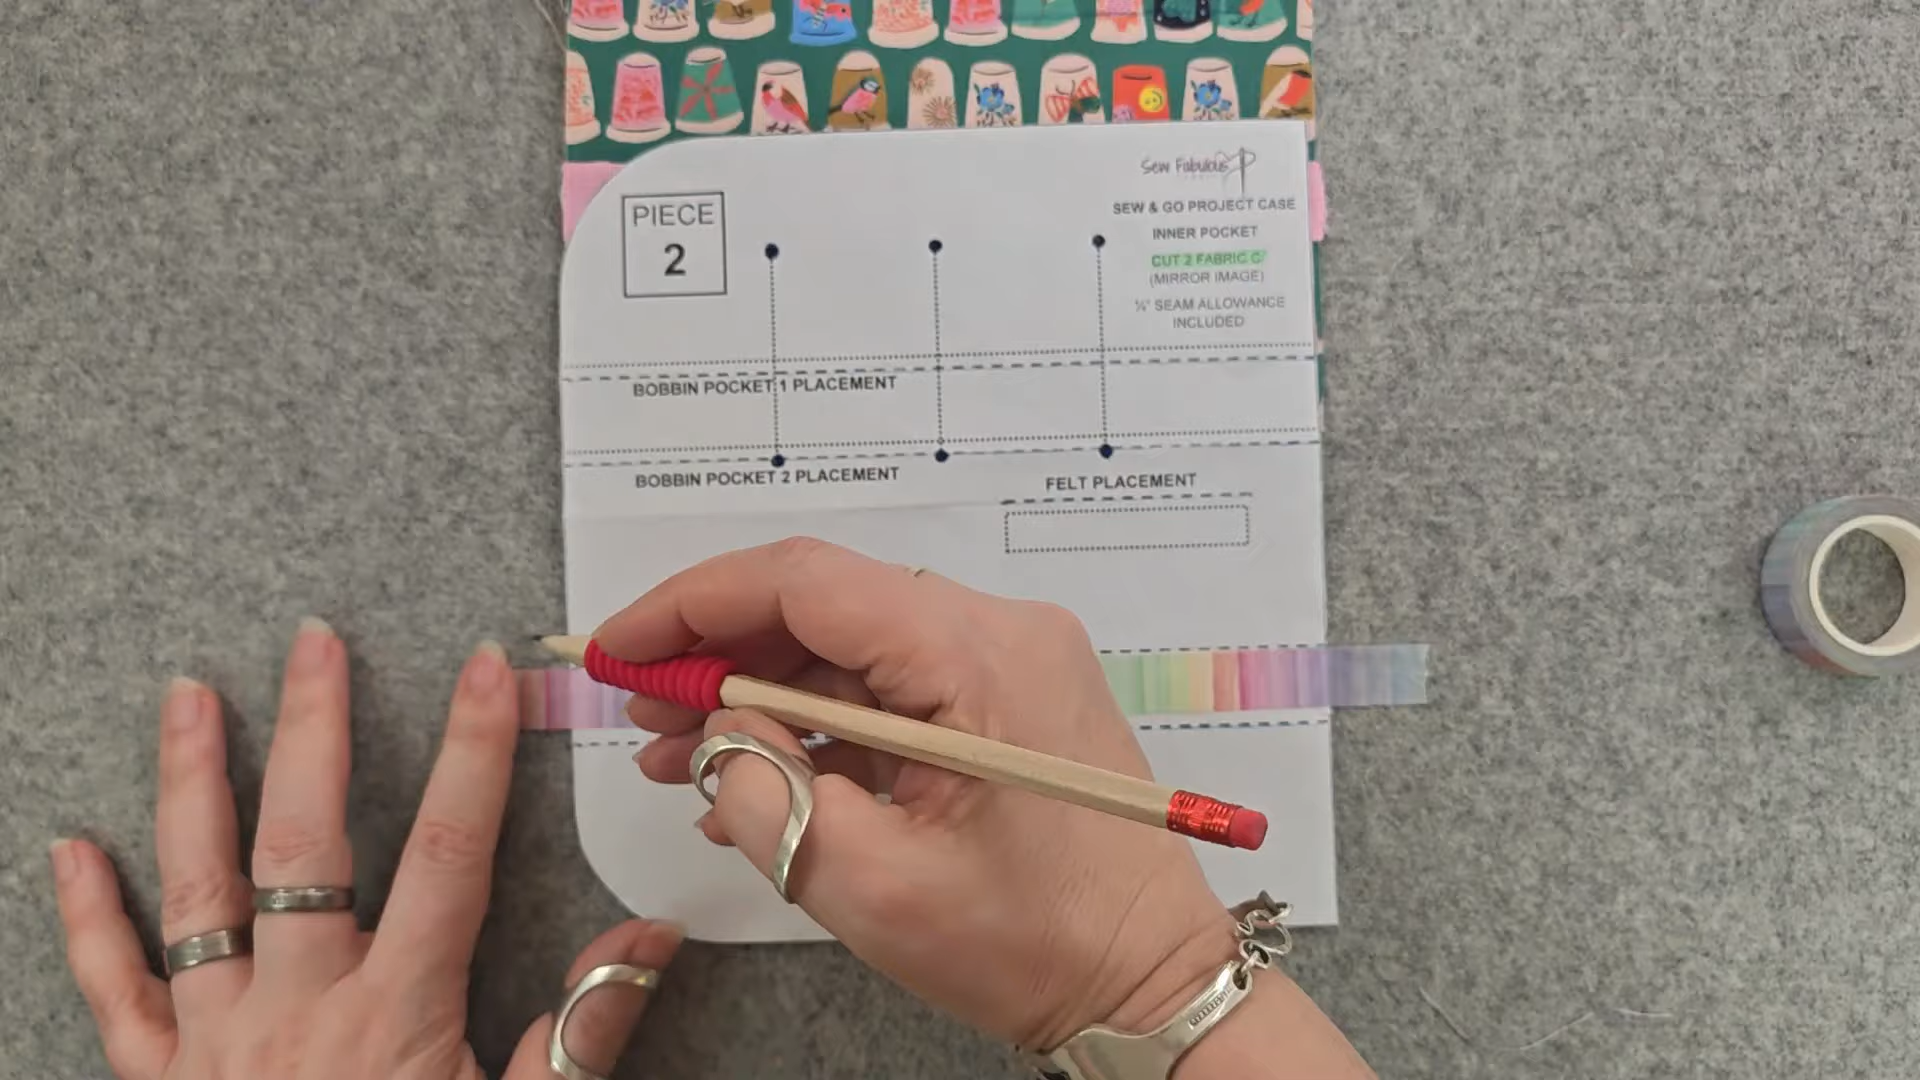 Sew Fabulous
PIECE
2
SEW & GO PROJECT CASE
INNER POCKET
CUT 2 FABRIC C
(MIRROR IMAGE)
¼" SEAM ALLOWANCE
INCLUDED
BOBBIN POCKET 1 PLACEMENT
BOBBIN POCKET 2 PLACEMENT
FELT PLACEMENT